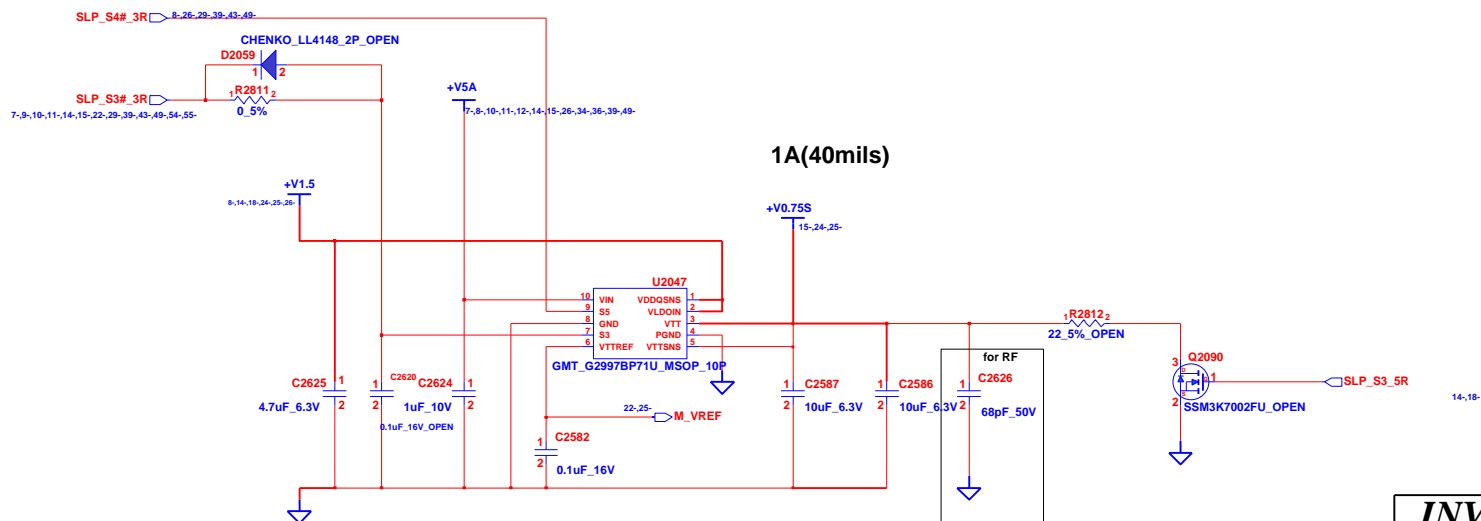 SLP_S4#_3R
8-,26-,29-,39-,43-,49-
CHENKO_LL4148_2P_OPEN
D2059
1 2
SLP_S3#_3R
1 R2811 2
0_5%
7-,9-,10-,11-,14-,15-,22-,29-,39-,43-,49-,54-,55-
+V5A
7-,8-,10-,11-,12-,14-,15-,26-,34-,36-,39-,49-
1A(40mils)
+V1.5
8-,14-,18-,24-,25-,26-
+V0.75S
15-,24-,25-
U2047
10 VIN VDDQSNS 1
9 S5 VLDOIN 2
8 GND VTT 3
7 S3 PGND 4
6 VTTREF VTTSNS 5
GMT_G2997BP71U_MSOP_10P
1 R2812 2
22_5%_OPEN
for RF
Q2090
3
D
G
S
1
2
SLP_S3_5R
SSM3K7002FU_OPEN
14-,18-
C2625
1
2
4.7uF_6.3V
C2620
1
2
0.1uF_16V_OPEN
C2624
1
2
1uF_10V
C2587
1
2
10uF_6.3V
C2586
1
2
10uF_6.3V
C2626
1
2
68pF_50V
22-,25-
M_VREF
C2582
1
2
0.1uF_16V
INV